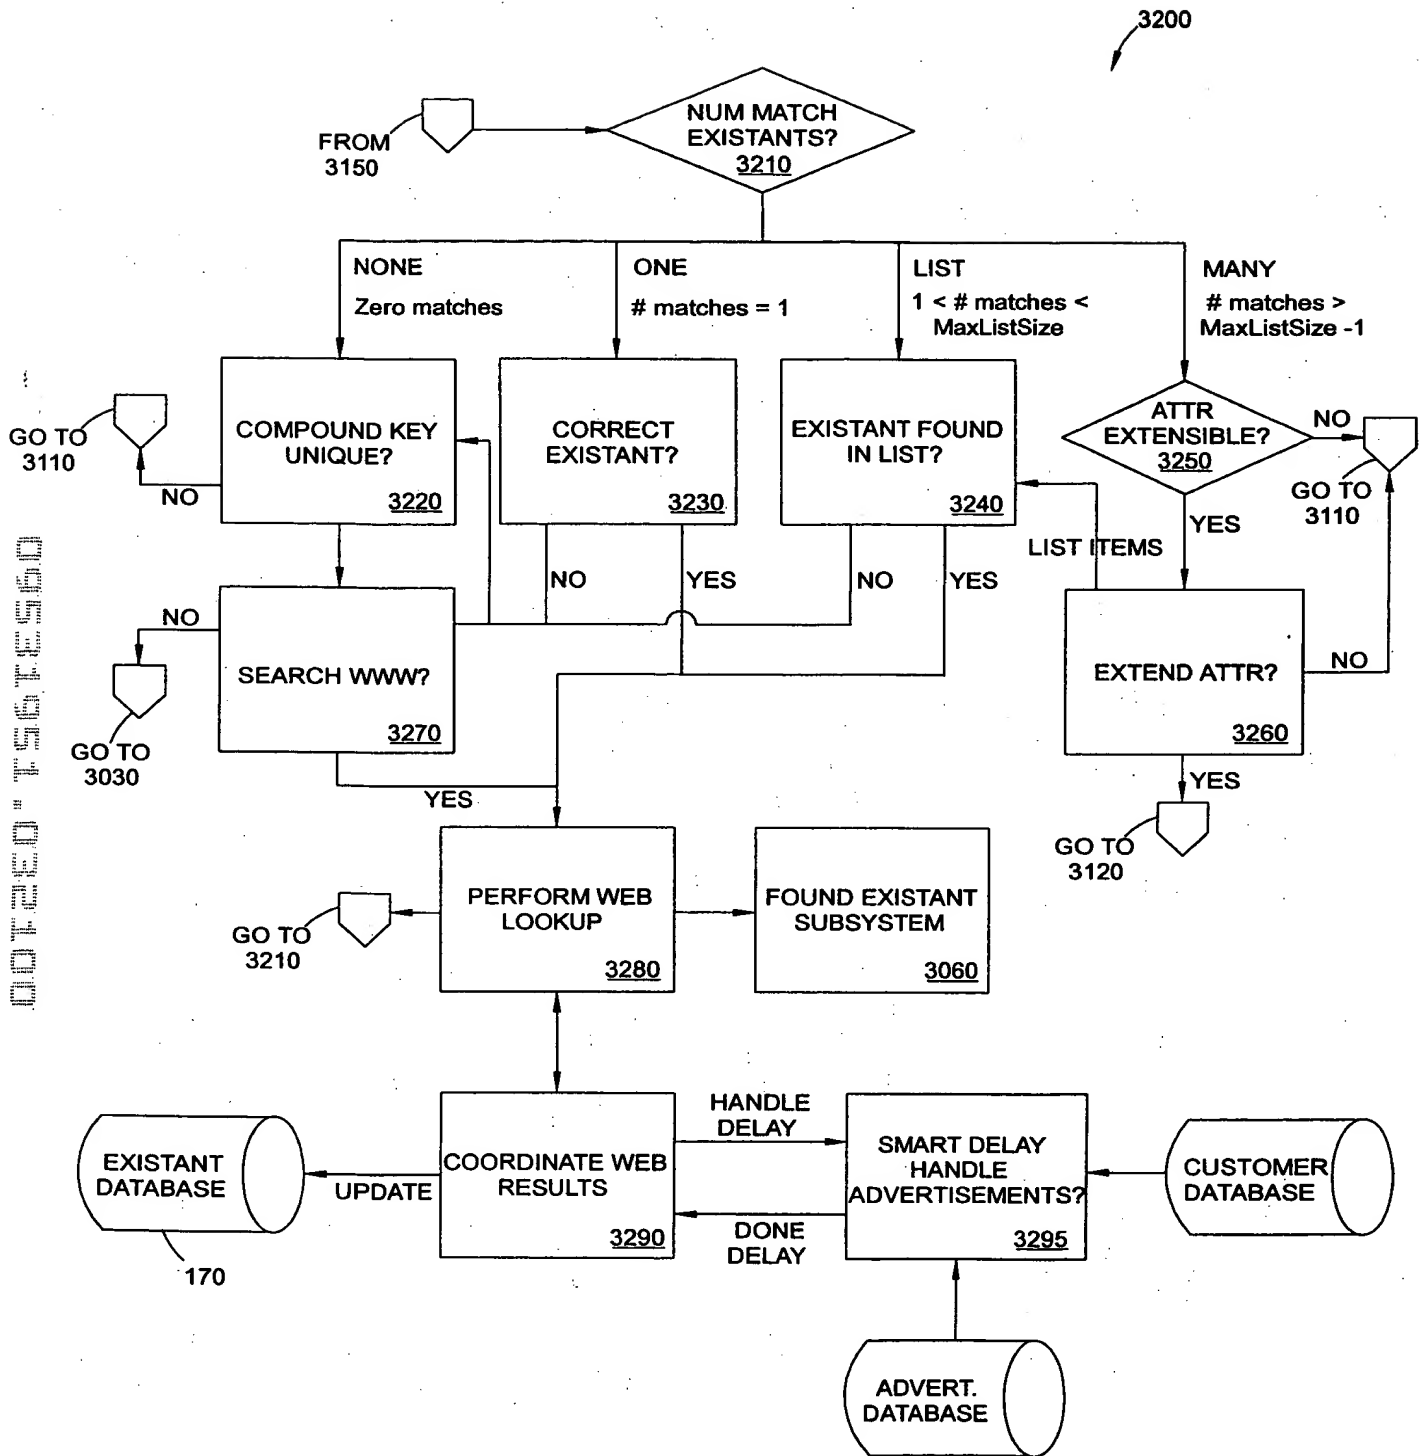 3200
NUM MATCH
EXISTANTS?
3210
FROM
3150
NONE
Zero matches
ONE
# matches = 1
LIST
1 < # matches <
MaxListSize
MANY
# matches >
MaxListSize -1
GO TO
3110
NO
COMPOUND KEY
UNIQUE?
3220
CORRECT
EXISTANT?
3230
EXISTANT FOUND
IN LIST?
3240
ATTR
EXTENSIBLE?
3250
NO
GO TO
3110
YES
LIST ITEMS
NO
YES
NO
YES
NO
GO TO
3030
SEARCH WWW?
3270
YES
EXTEND ATTR?
3260
NO
YES
GO TO
3120
GO TO
3210
PERFORM WEB
LOOKUP
3280
FOUND EXISTANT
SUBSYSTEM
3060
EXISTANT
DATABASE
170
UPDATE
COORDINATE WEB
RESULTS
3290
HANDLE
DELAY
DONE
DELAY
SMART DELAY
HANDLE
ADVERTISEMENTS?
3295
CUSTOMER
DATABASE
ADVERT.
DATABASE